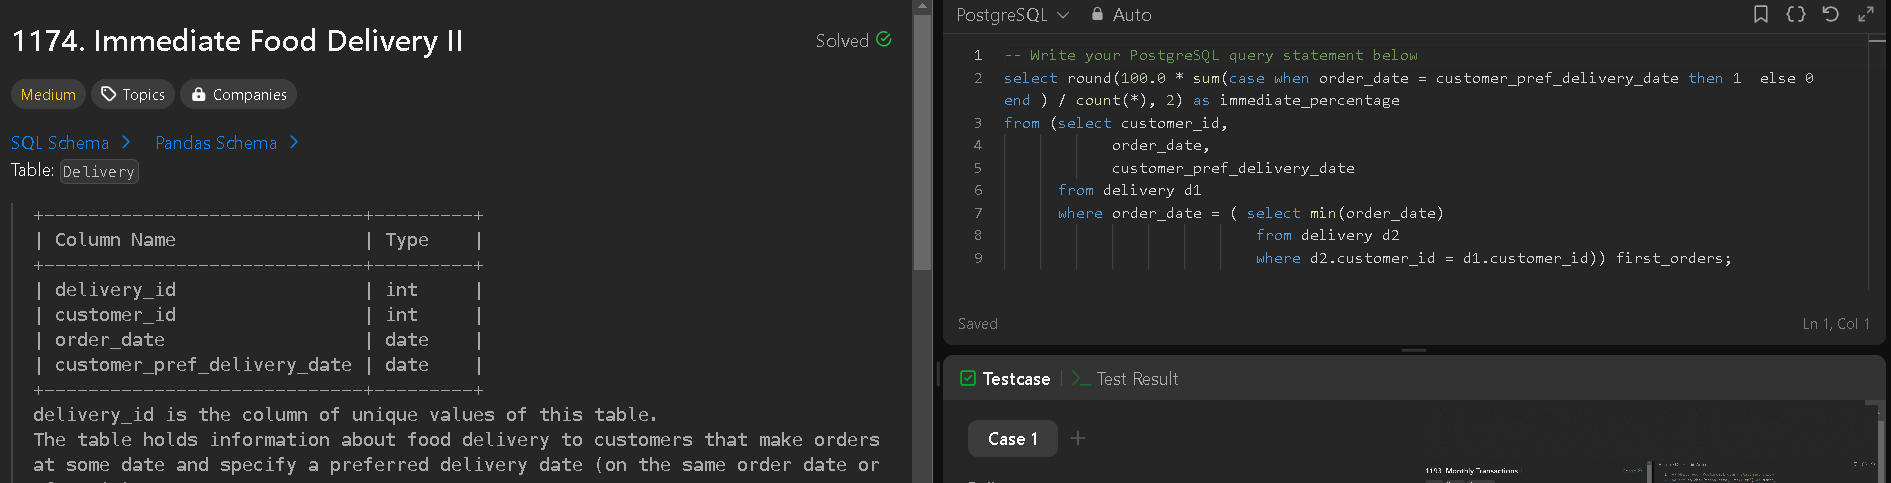 1174. Immediate Food Delivery II
Solved
Medium
Topics
Companies
SQL Schema
Pandas Schema
Table: Delivery
+------------------------------+---------+
| Column Name                  | Type    |
+------------------------------+---------+
| delivery_id                  | int     |
| customer_id                  | int     |
| order_date                   | date    |
| customer_pref_delivery_date | date    |
+------------------------------+---------+
delivery_id is the column of unique values of this table.
The table holds information about food delivery to customers that make orders
at some date and specify a preferred delivery date (on the same order date or
PostgreSQL
Auto
1 -- Write your PostgreSQL query statement below
2 select round(100.0 * sum(case when order_date = customer_pref_delivery_date then 1  else 0
end ) / count(*), 2) as immediate_percentage
3 from (select customer_id,
4 order_date,
5 customer_pref_delivery_date
6 from delivery d1
7 where order_date = ( select min(order_date)
8 from delivery d2
9 where d2.customer_id = d1.customer_id)) first_orders;
Saved
Ln 1, Col 1
Testcase
Test Result
Case 1
1193. Monthly Transactions I